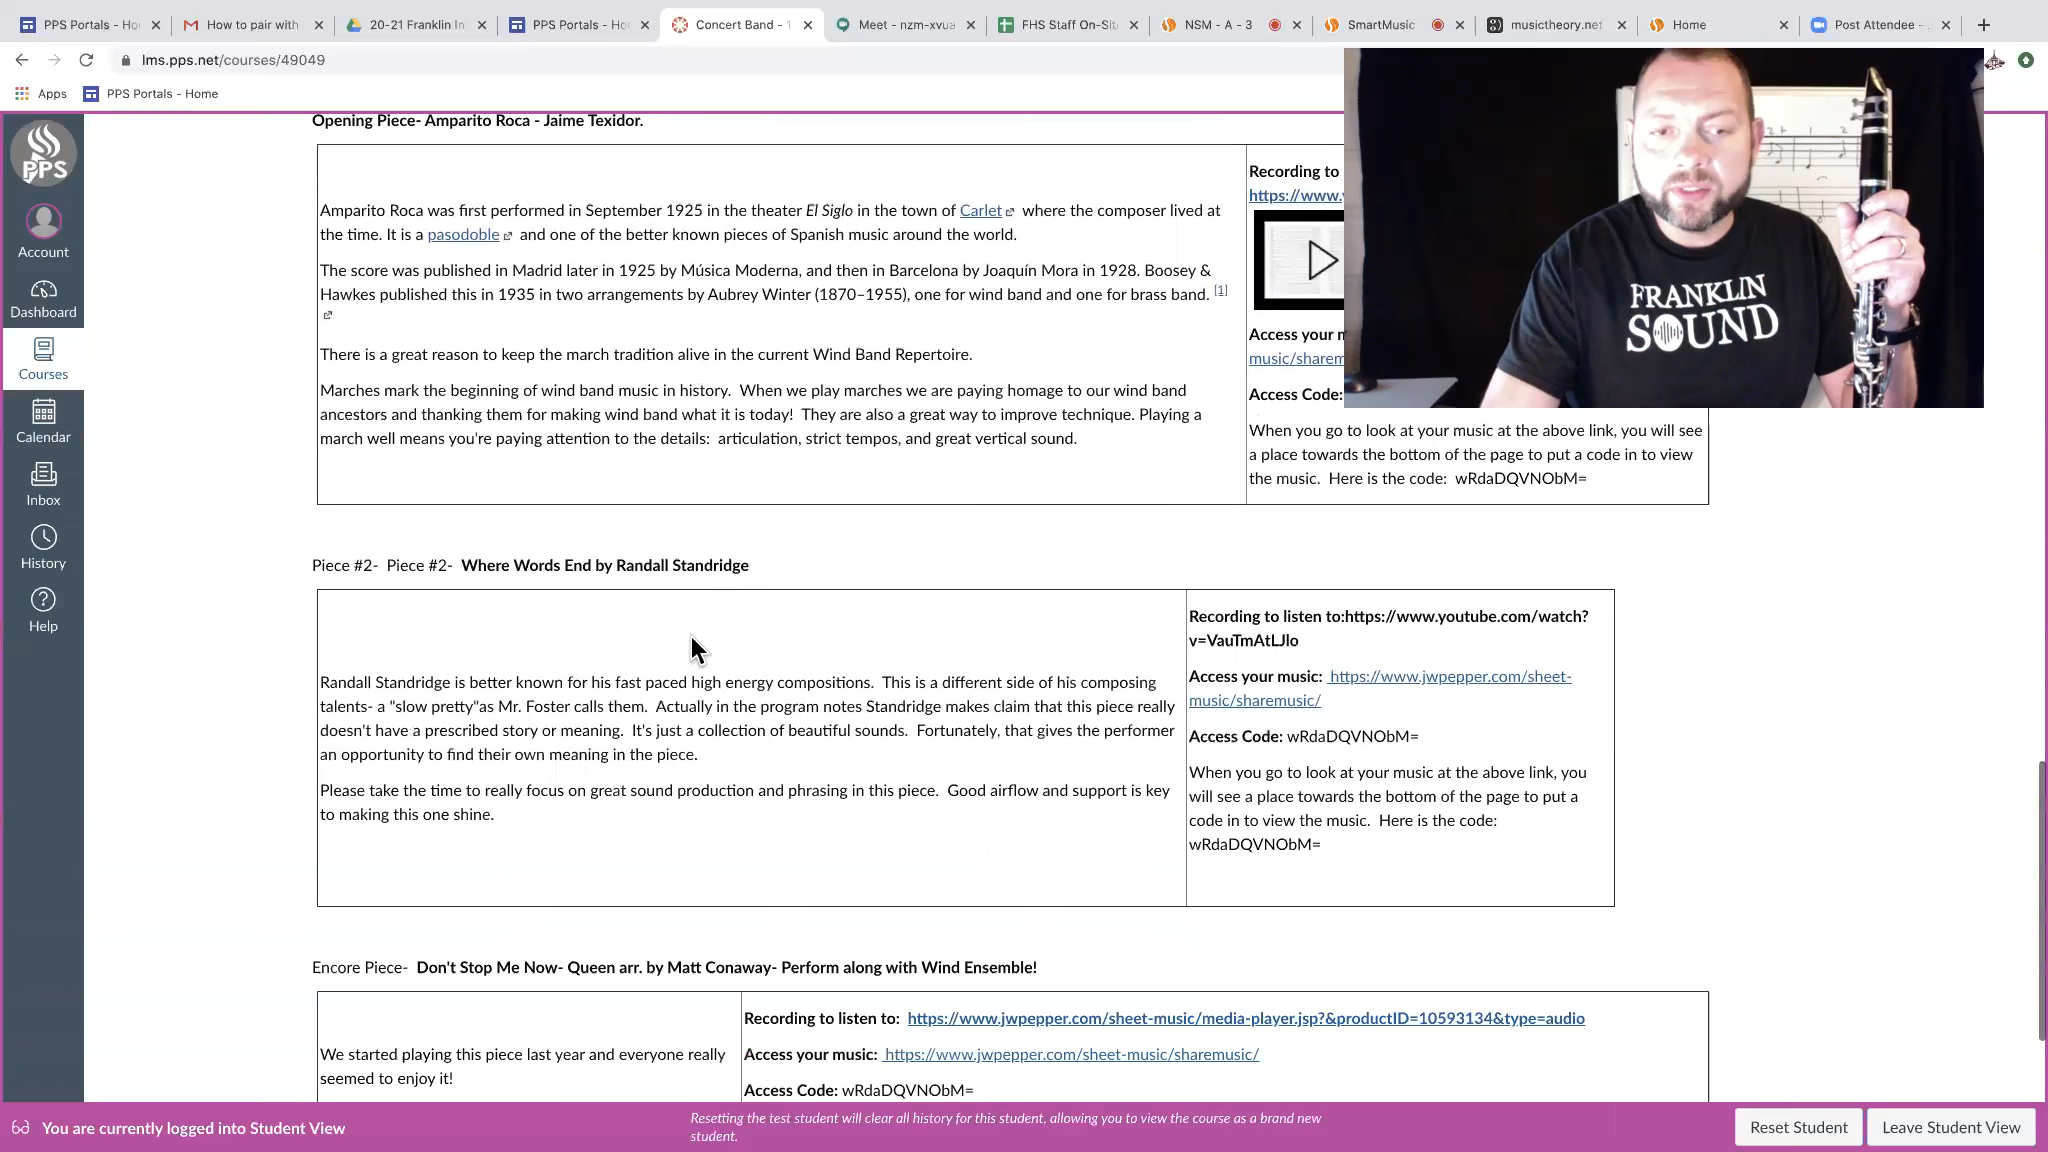 PPS Portals - Ho
How to pair with
20-21 Franklin In
PPS Portals - Ho
Concert Band - 1
Meet - nzm-xvua
FHS Staff On-Sit
NSM - A - 3
SmartMusic
musictheory.net
Home
Post Attendee -
lms.pps.net/courses/49049
Apps
PPS Portals - Home
PPS
Account
Dashboard
Courses
Calendar
Inbox
History
Help
Opening Piece- Amparito Roca - Jaime Texidor.
Amparito Roca was first performed in September 1925 in the theater El Siglo in the town of Carlet where the composer lived at
the time. It is a pasodoble and one of the better known pieces of Spanish music around the world.
The score was published in Madrid later in 1925 by Música Moderna, and then in Barcelona by Joaquín Mora in 1928. Boosey &
Hawkes published this in 1935 in two arrangements by Aubrey Winter (1870–1955), one for wind band and one for brass band. [1]
There is a great reason to keep the march tradition alive in the current Wind Band Repertoire.
Marches mark the beginning of wind band music in history.  When we play marches we are paying homage to our wind band
ancestors and thanking them for making wind band what it is today!  They are also a great way to improve technique. Playing a
march well means you're paying attention to the details:  articulation, strict tempos, and great vertical sound.
Recording to
https://www.
Access your m
music/sharem
Access Code:
When you go to look at your music at the above link, you will see
a place towards the bottom of the page to put a code in to view
the music.  Here is the code:  wRdaDQVNObM=
FRANKLIN
SOUND
Piece #2-  Piece #2-  Where Words End by Randall Standridge
Randall Standridge is better known for his fast paced high energy compositions.  This is a different side of his composing
talents- a "slow pretty"as Mr. Foster calls them.  Actually in the program notes Standridge makes claim that this piece really
doesn't have a prescribed story or meaning.  It's just a collection of beautiful sounds.  Fortunately, that gives the performer
an opportunity to find their own meaning in the piece.
Please take the time to really focus on great sound production and phrasing in this piece.  Good airflow and support is key
to making this one shine.
Recording to listen to:https://www.youtube.com/watch?
v=VauTmAtLJlo
Access your music:  https://www.jwpepper.com/sheet-
music/sharemusic/
Access Code: wRdaDQVNObM=
When you go to look at your music at the above link, you
will see a place towards the bottom of the page to put a
code in to view the music.  Here is the code:
wRdaDQVNObM=
Encore Piece-  Don't Stop Me Now- Queen arr. by Matt Conaway- Perform along with Wind Ensemble!
We started playing this piece last year and everyone really
seemed to enjoy it!
Recording to listen to:  https://www.jwpepper.com/sheet-music/media-player.jsp?&productID=10593134&type=audio
Access your music:  https://www.jwpepper.com/sheet-music/sharemusic/
Access Code: wRdaDQVNObM=
You are currently logged into Student View
Resetting the test student will clear all history for this student, allowing you to view the course as a brand new
student.
Reset Student
Leave Student View